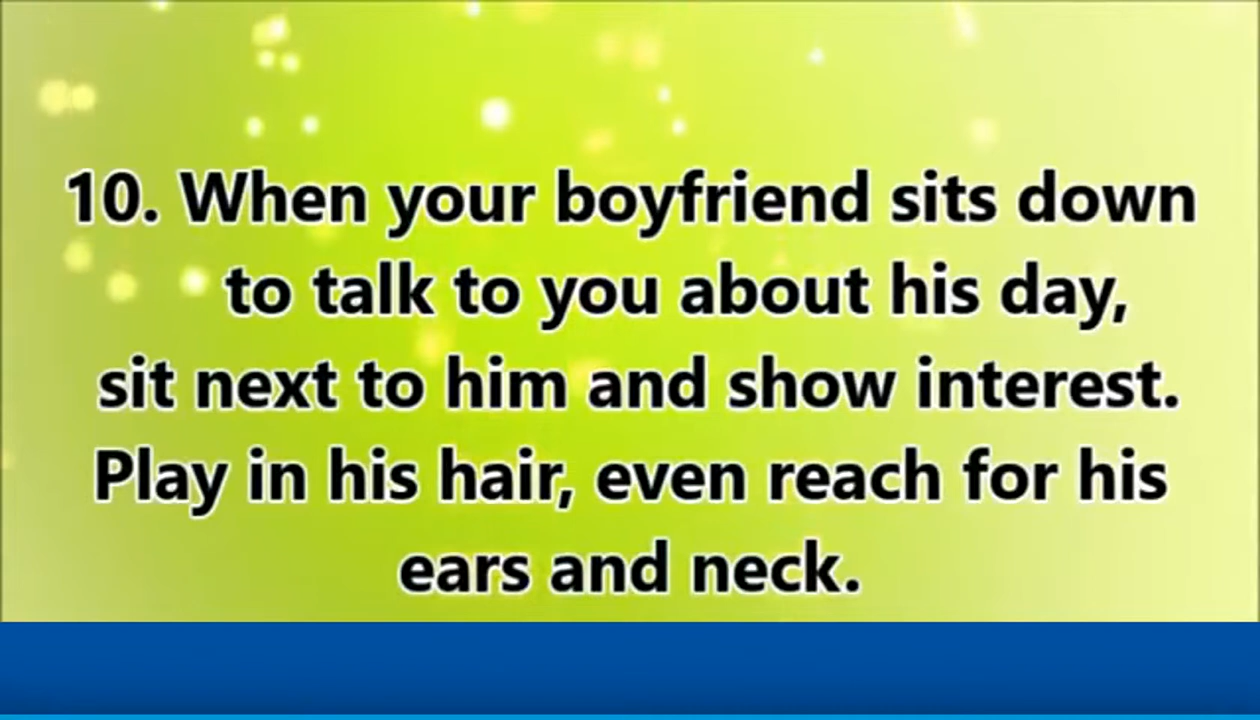 10. When your boyfriend sits down
to talk to you about his day,
sit next to him and show interest.
Play in his hair, even reach for his
ears and neck.